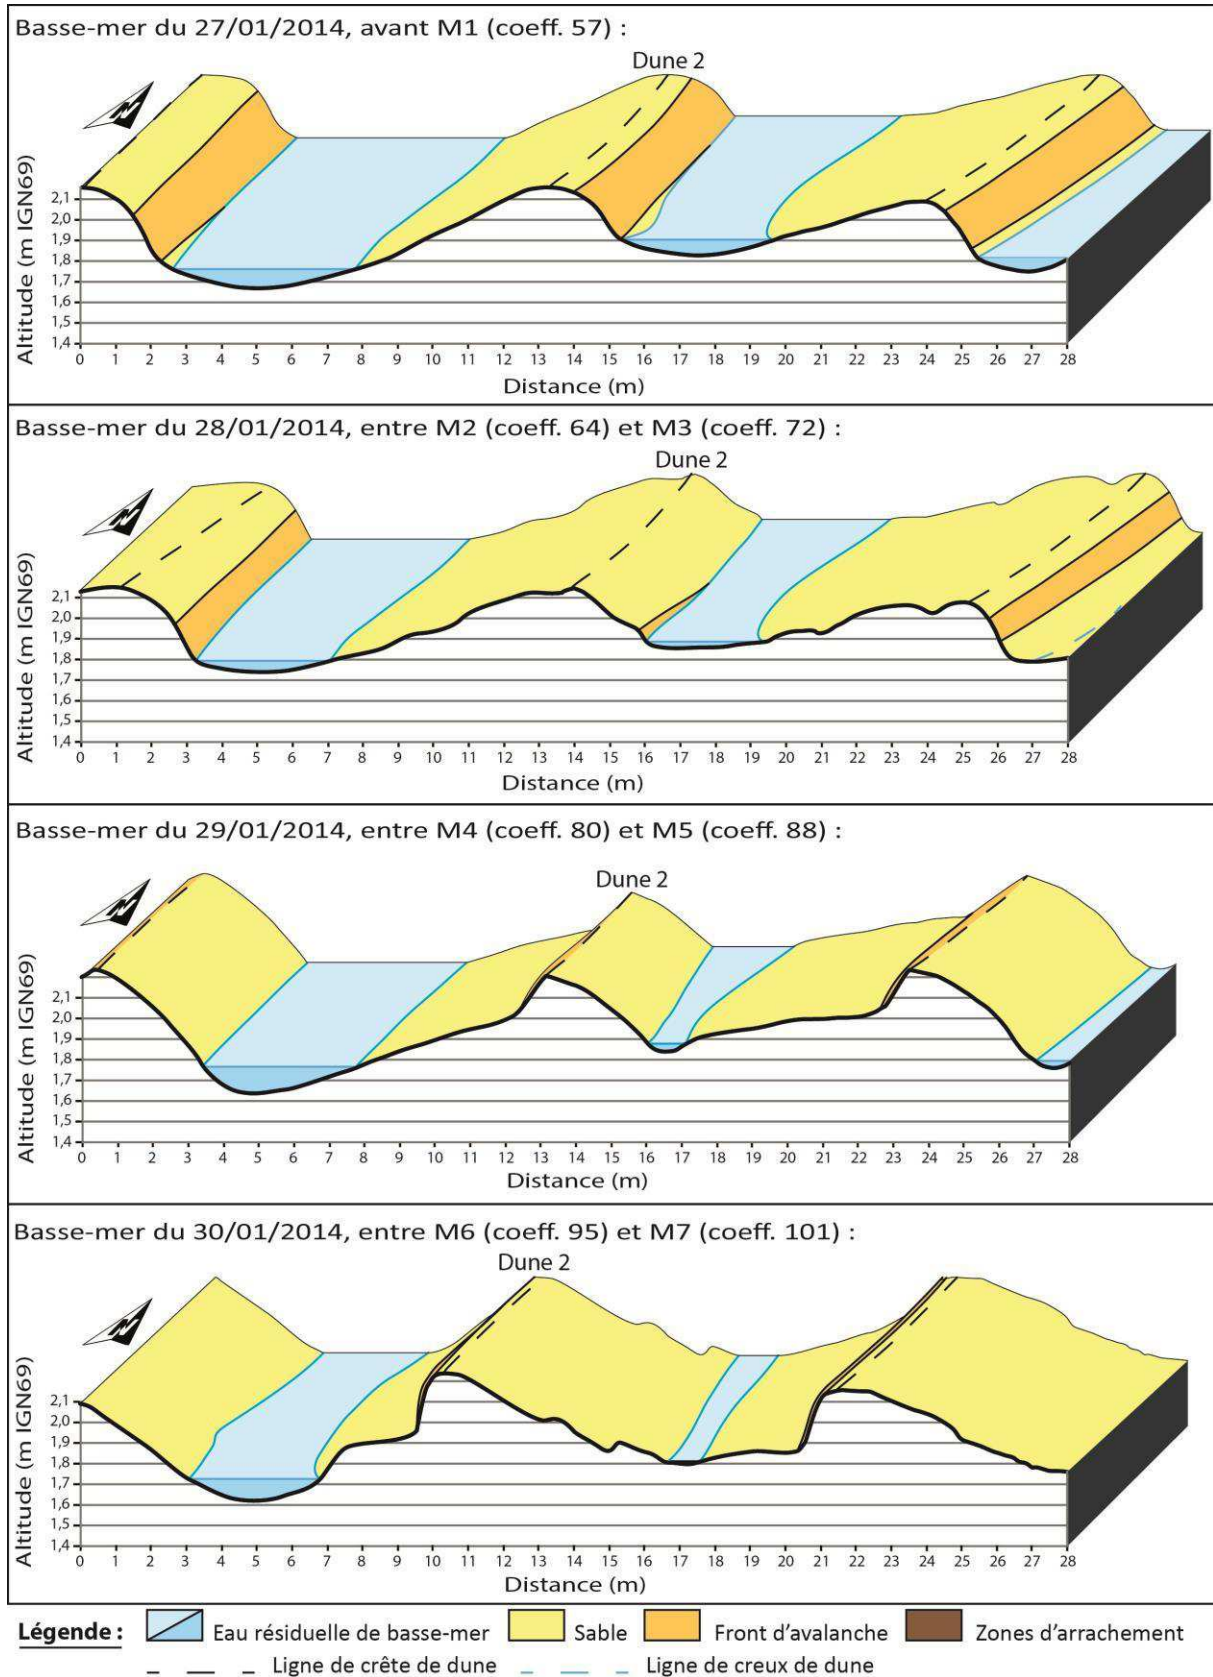 Basse-mer du 27/01/2014, avant M1 (coeff. 57) :
Dune 2
N
Altitude (m IGN69)
2,1
2,0
1,9
1,8
1,7
1,6
1,5
1,4
0 1 2 3 4 5 6 7 8 9 10 11 12 13 14 15 16 17 18 19 20 21 22 23 24 25 26 27 28
Distance (m)
Basse-mer du 28/01/2014, entre M2 (coeff. 64) et M3 (coeff. 72) :
Dune 2
N
Altitude (m IGN69)
2,1
2,0
1,9
1,8
1,7
1,6
1,5
1,4
0 1 2 3 4 5 6 7 8 9 10 11 12 13 14 15 16 17 18 19 20 21 22 23 24 25 26 27 28
Distance (m)
Basse-mer du 29/01/2014, entre M4 (coeff. 80) et M5 (coeff. 88) :
Dune 2
N
Altitude (m IGN69)
2,1
2,0
1,9
1,8
1,7
1,6
1,5
1,4
0 1 2 3 4 5 6 7 8 9 10 11 12 13 14 15 16 17 18 19 20 21 22 23 24 25 26 27 28
Distance (m)
Basse-mer du 30/01/2014, entre M6 (coeff. 95) et M7 (coeff. 101) :
Dune 2
N
Altitude (m IGN69)
2,1
2,0
1,9
1,8
1,7
1,6
1,5
1,4
0 1 2 3 4 5 6 7 8 9 10 11 12 13 14 15 16 17 18 19 20 21 22 23 24 25 26 27 28
Distance (m)
Légende : Eau résiduelle de basse-mer Sable Front d'avalanche Zones d'arrachement
Ligne de crête de dune Ligne de creux de dune